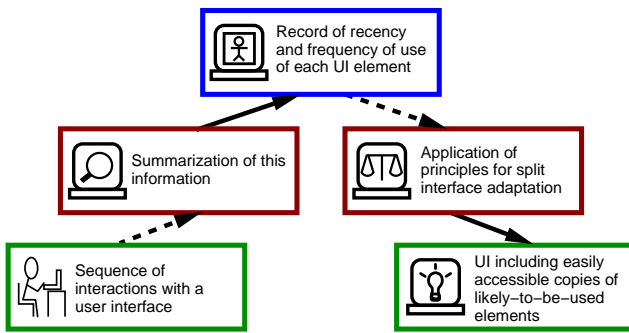 Record of recency
and frequency of use
of each UI element
Summarization of this
information
Application of
principles for split
interface adaptation
Sequence of
interactions with a
user interface
UI including easily
accessible copies of
likely−to−be−used
elements